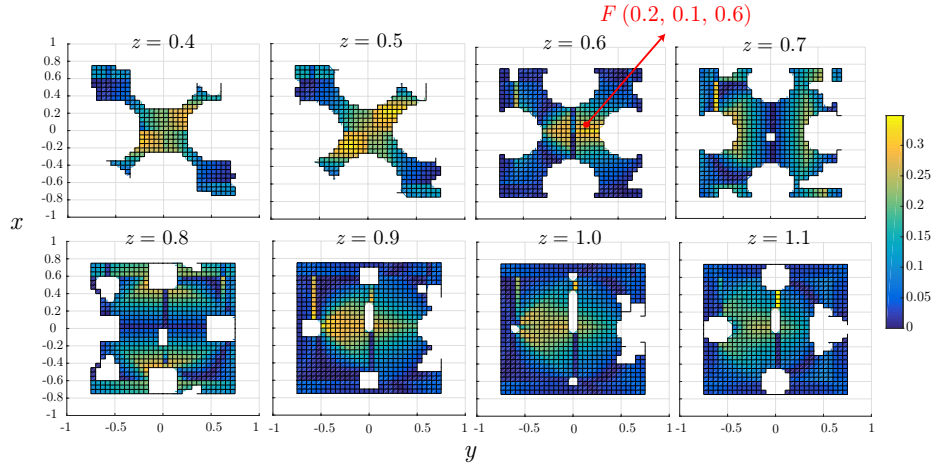 F (0.2, 0.1, 0.6)
z = 0.4
z = 0.5
z = 0.6
z = 0.7
1
0.8
0.6
0.4
0.2
0
-0.2
-0.4
-0.6
-0.8
-1
x
0.3
0.25
0.2
0.15
0.1
0.05
0
z = 0.8
z = 0.9
z = 1.0
z = 1.1
1
0.8
0.6
0.4
0.2
0
-0.2
-0.4
-0.6
-0.8
-1
-1 -0.5 0 0.5 1
-1 -0.5 0 0.5 1
-1 -0.5 0 0.5 1
-1 -0.5 0 0.5 1
y